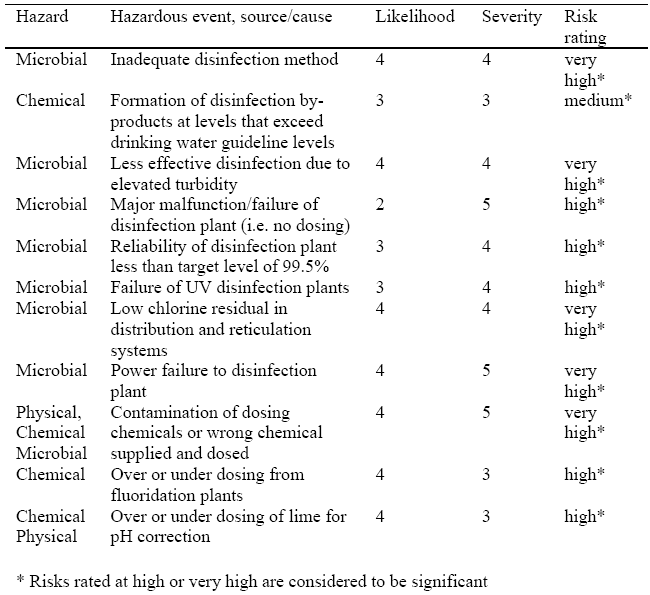 Hazard Hazardous event, source/cause Likelihood Severity Risk
rating
Microbial Inadequate disinfection method 4 4 very
high*
Chemical Formation of disinfection by- 3 3 medium*
products at levels that exceed
drinking water guideline levels
Microbial Less effective disinfection due to 4 4 very
elevated turbidity high*
Microbial Major malfunction/failure of 2 5 high*
disinfection plant (i.e. no dosing)
Microbial Reliability of disinfection plant 3 4 high*
less than target level of 99.5%
Microbial Failure of UV disinfection plants 3 4 high*
Microbial Low chlorine residual in 4 4 very
distribution and reticulation high*
systems
Microbial Power failure to disinfection 4 5 very
plant high*
Physical, Contamination of dosing 4 5 very
Chemical chemicals or wrong chemical high*
Microbial supplied and dosed
Chemical Over or under dosing from 4 3 high*
fluoridation plants
Chemical Over or under dosing of lime for 4 3 high*
Physical pH correction
* Risks rated at high or very high are considered to be significant